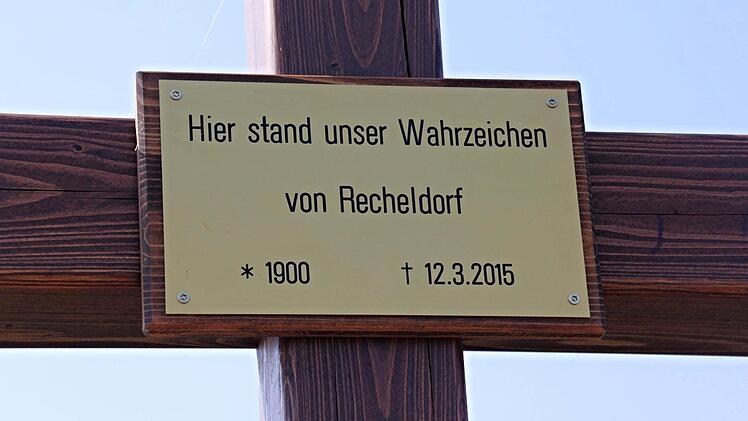 Hier stand unser Wahrzeichen
von Recheldorf
* 1900 † 12.3.2015